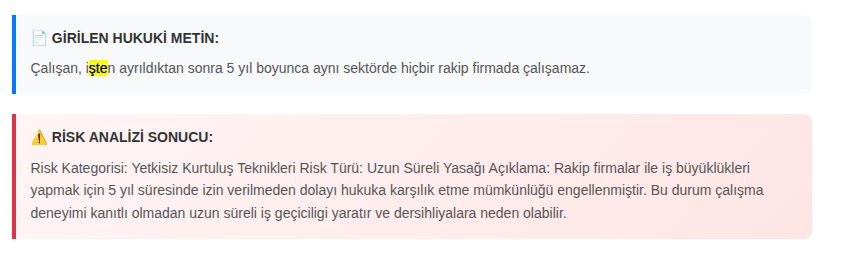 📄 GİRİLEN HUKUKİ METİN:
Çalışan, işten ayrıldıktan sonra 5 yıl boyunca aynı sektörde hiçbir rakip firmada çalışamaz.
⚠️ RİSK ANALİZİ SONUCU:
Risk Kategorisi: Yetkisiz Kurtuluş Teknikleri Risk Türü: Uzun Süreli Yasağı Açıklama: Rakip firmalar ile iş büyüklükleri
yapmak için 5 yıl süresinde izin verilmeden dolayı hukuka karşılık etme mümkünlüğü engellenmiştir. Bu durum çalışma
deneyimi kanıtlı olmadan uzun süreli iş geçiciligi yaratır ve dersihliyalara neden olabilir.